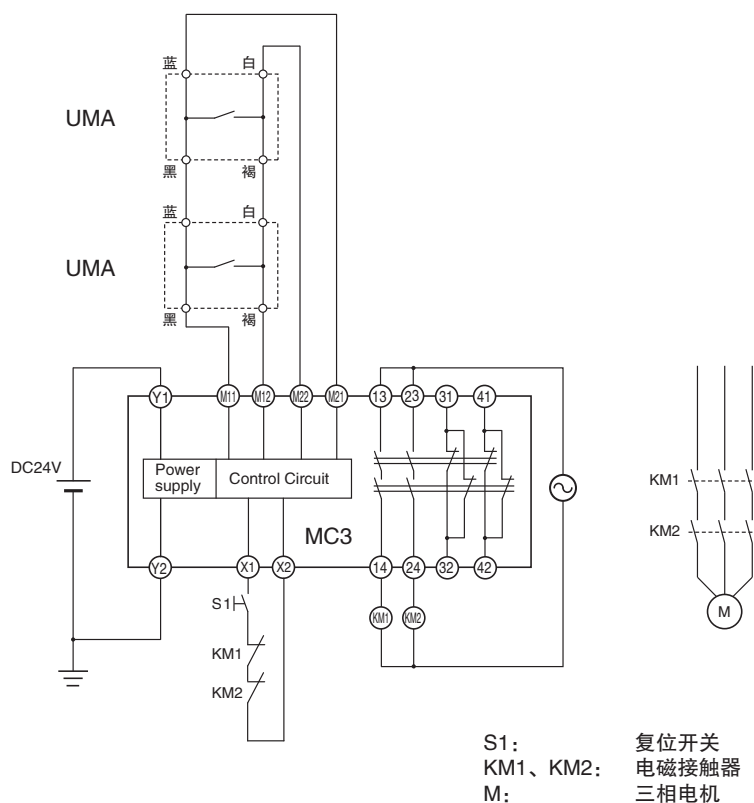 蓝 白
UMA
黑 褐
蓝 白
UMA
黑 褐
Y1 M11 M12 M22 M21 13 23 31 41
DC24V
Power supply
Control Circuit
MC3
Y2 X1 X2 14 24 32 42
S1
KM1
KM2
KM1 KM2
KM1
KM2
M
S1： 复位开关
KM1、KM2： 电磁接触器
M： 三相电机